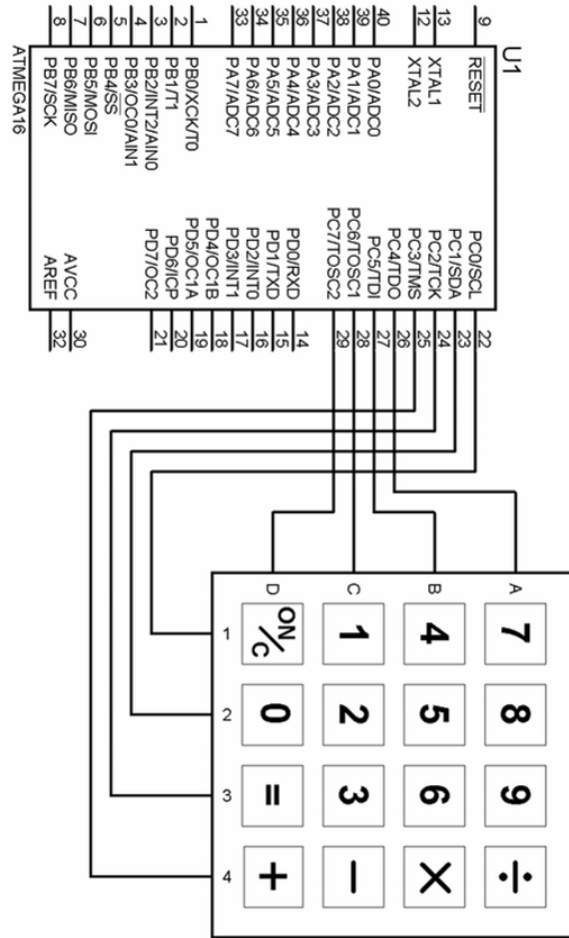 U1
9 RESET
13 XTAL1
12 XTAL2
40 PA0/ADC0
39 PA1/ADC1
38 PA2/ADC2
37 PA3/ADC3
36 PA4/ADC4
35 PA5/ADC5
34 PA6/ADC6
33 PA7/ADC7
1 PB0/XCK/T0
2 PB1/T1
3 PB2/INT2/AIN0
4 PB3/OC0/AIN1
5 PB4/SS
6 PB5/MOSI
7 PB6/MISO
8 PB7/SCK
ATMEGA16
PC0/SCL 22
PC1/SDA 23
PC2/TCK 24
PC3/TMS 25
PC4/TDO 26
PC5/TDI 27
PC6/TOSC1 28
PC7/TOSC2 29
PD0/RXD 14
PD1/TXD 15
PD2/INT0 16
PD3/INT1 17
PD4/OC1B 18
PD5/OC1A 19
PD6/ICP 20
PD7/OC2 21
AVCC 30
AREF 32
A 7 8 9 ÷
B 4 5 6 ×
C 1 2 3 −
D ON/C 0 = +
1 2 3 4